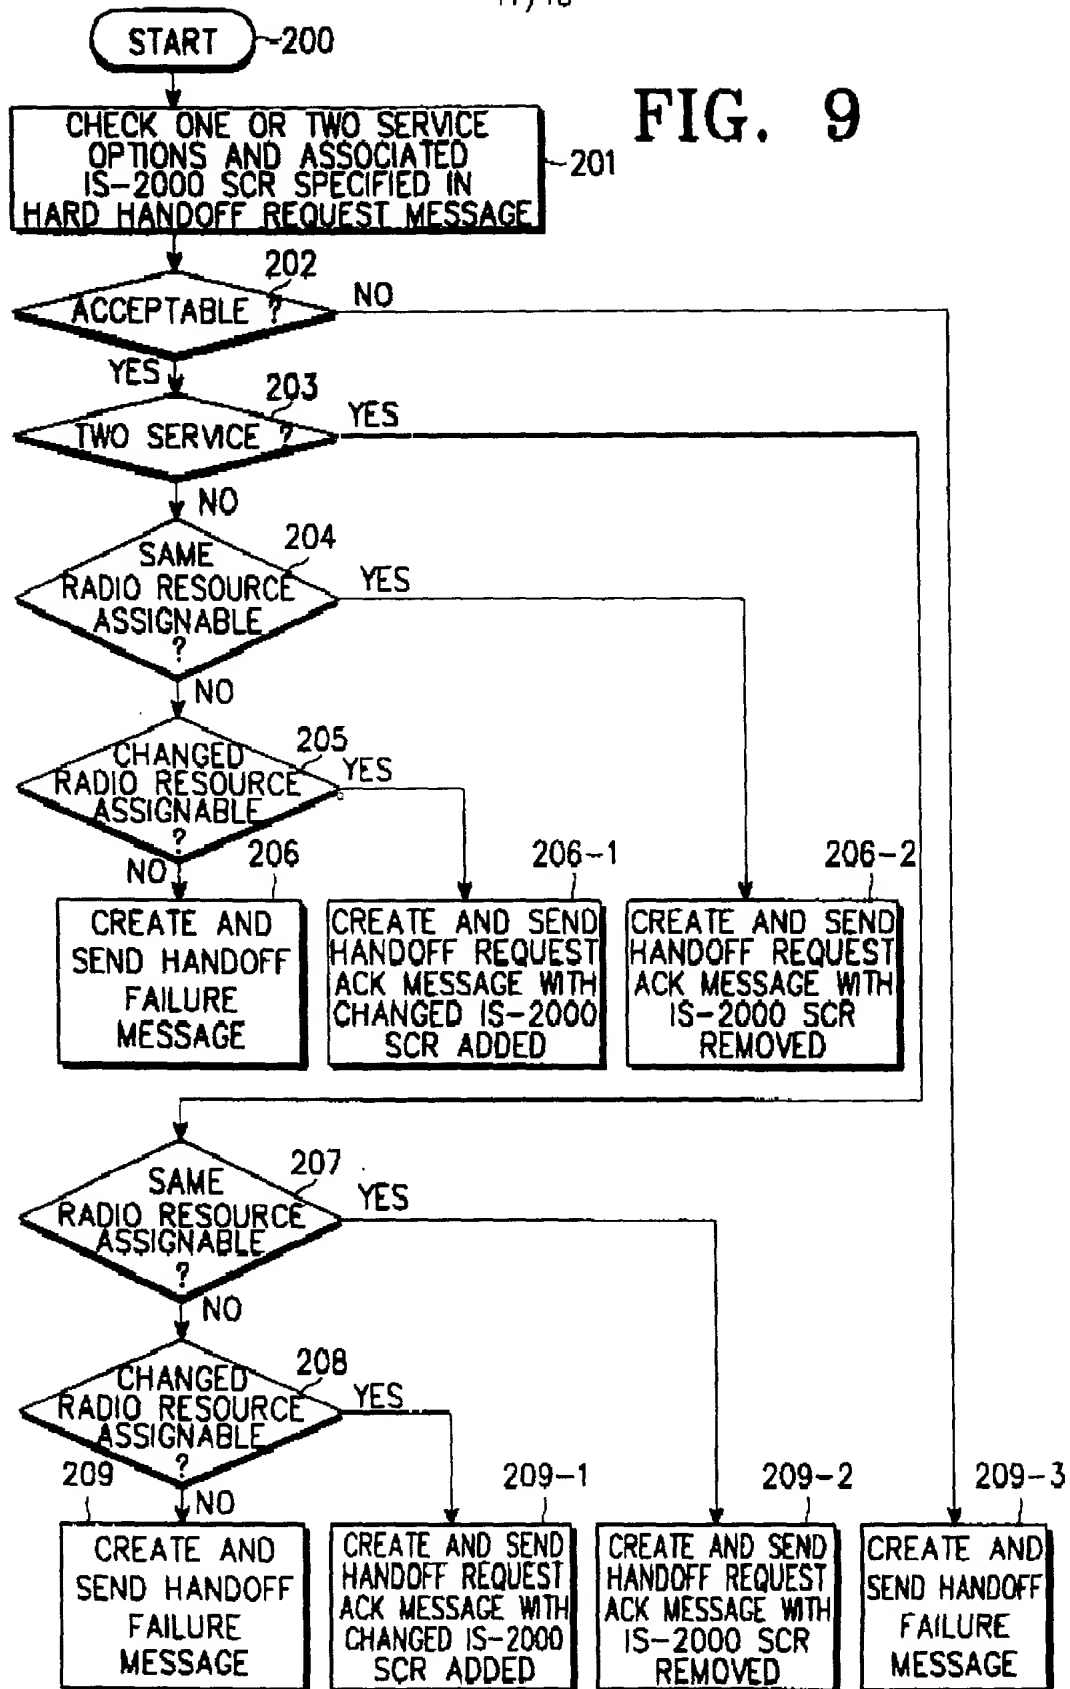 START
200
FIG. 9
CHECK ONE OR TWO SERVICE
OPTIONS AND ASSOCIATED
IS-2000 SCR SPECIFIED IN
HARD HANDOFF REQUEST MESSAGE
201
202
ACCEPTABLE ?
NO
YES
203
TWO SERVICE ?
YES
NO
204
SAME
RADIO RESOURCE
ASSIGNABLE
?
YES
NO
205
CHANGED
RADIO RESOURCE
ASSIGNABLE
?
YES
NO
206
CREATE AND
SEND HANDOFF
FAILURE
MESSAGE
206-1
CREATE AND SEND
HANDOFF REQUEST
ACK MESSAGE WITH
CHANGED IS-2000
SCR ADDED
206-2
CREATE AND SEND
HANDOFF REQUEST
ACK MESSAGE WITH
IS-2000 SCR
REMOVED
207
SAME
RADIO RESOURCE
ASSIGNABLE
?
YES
NO
208
CHANGED
RADIO RESOURCE
ASSIGNABLE
?
YES
NO
209
CREATE AND
SEND HANDOFF
FAILURE
MESSAGE
209-1
CREATE AND SEND
HANDOFF REQUEST
ACK MESSAGE WITH
CHANGED IS-2000
SCR ADDED
209-2
CREATE AND SEND
HANDOFF REQUEST
ACK MESSAGE WITH
IS-2000 SCR
REMOVED
209-3
CREATE AND
SEND HANDOFF
FAILURE
MESSAGE